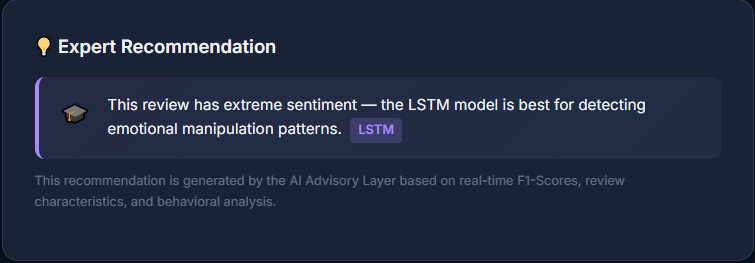 Expert Recommendation
This review has extreme sentiment — the LSTM model is best for detecting
emotional manipulation patterns. LSTM
This recommendation is generated by the AI Advisory Layer based on real-time F1-Scores, review
characteristics, and behavioral analysis.